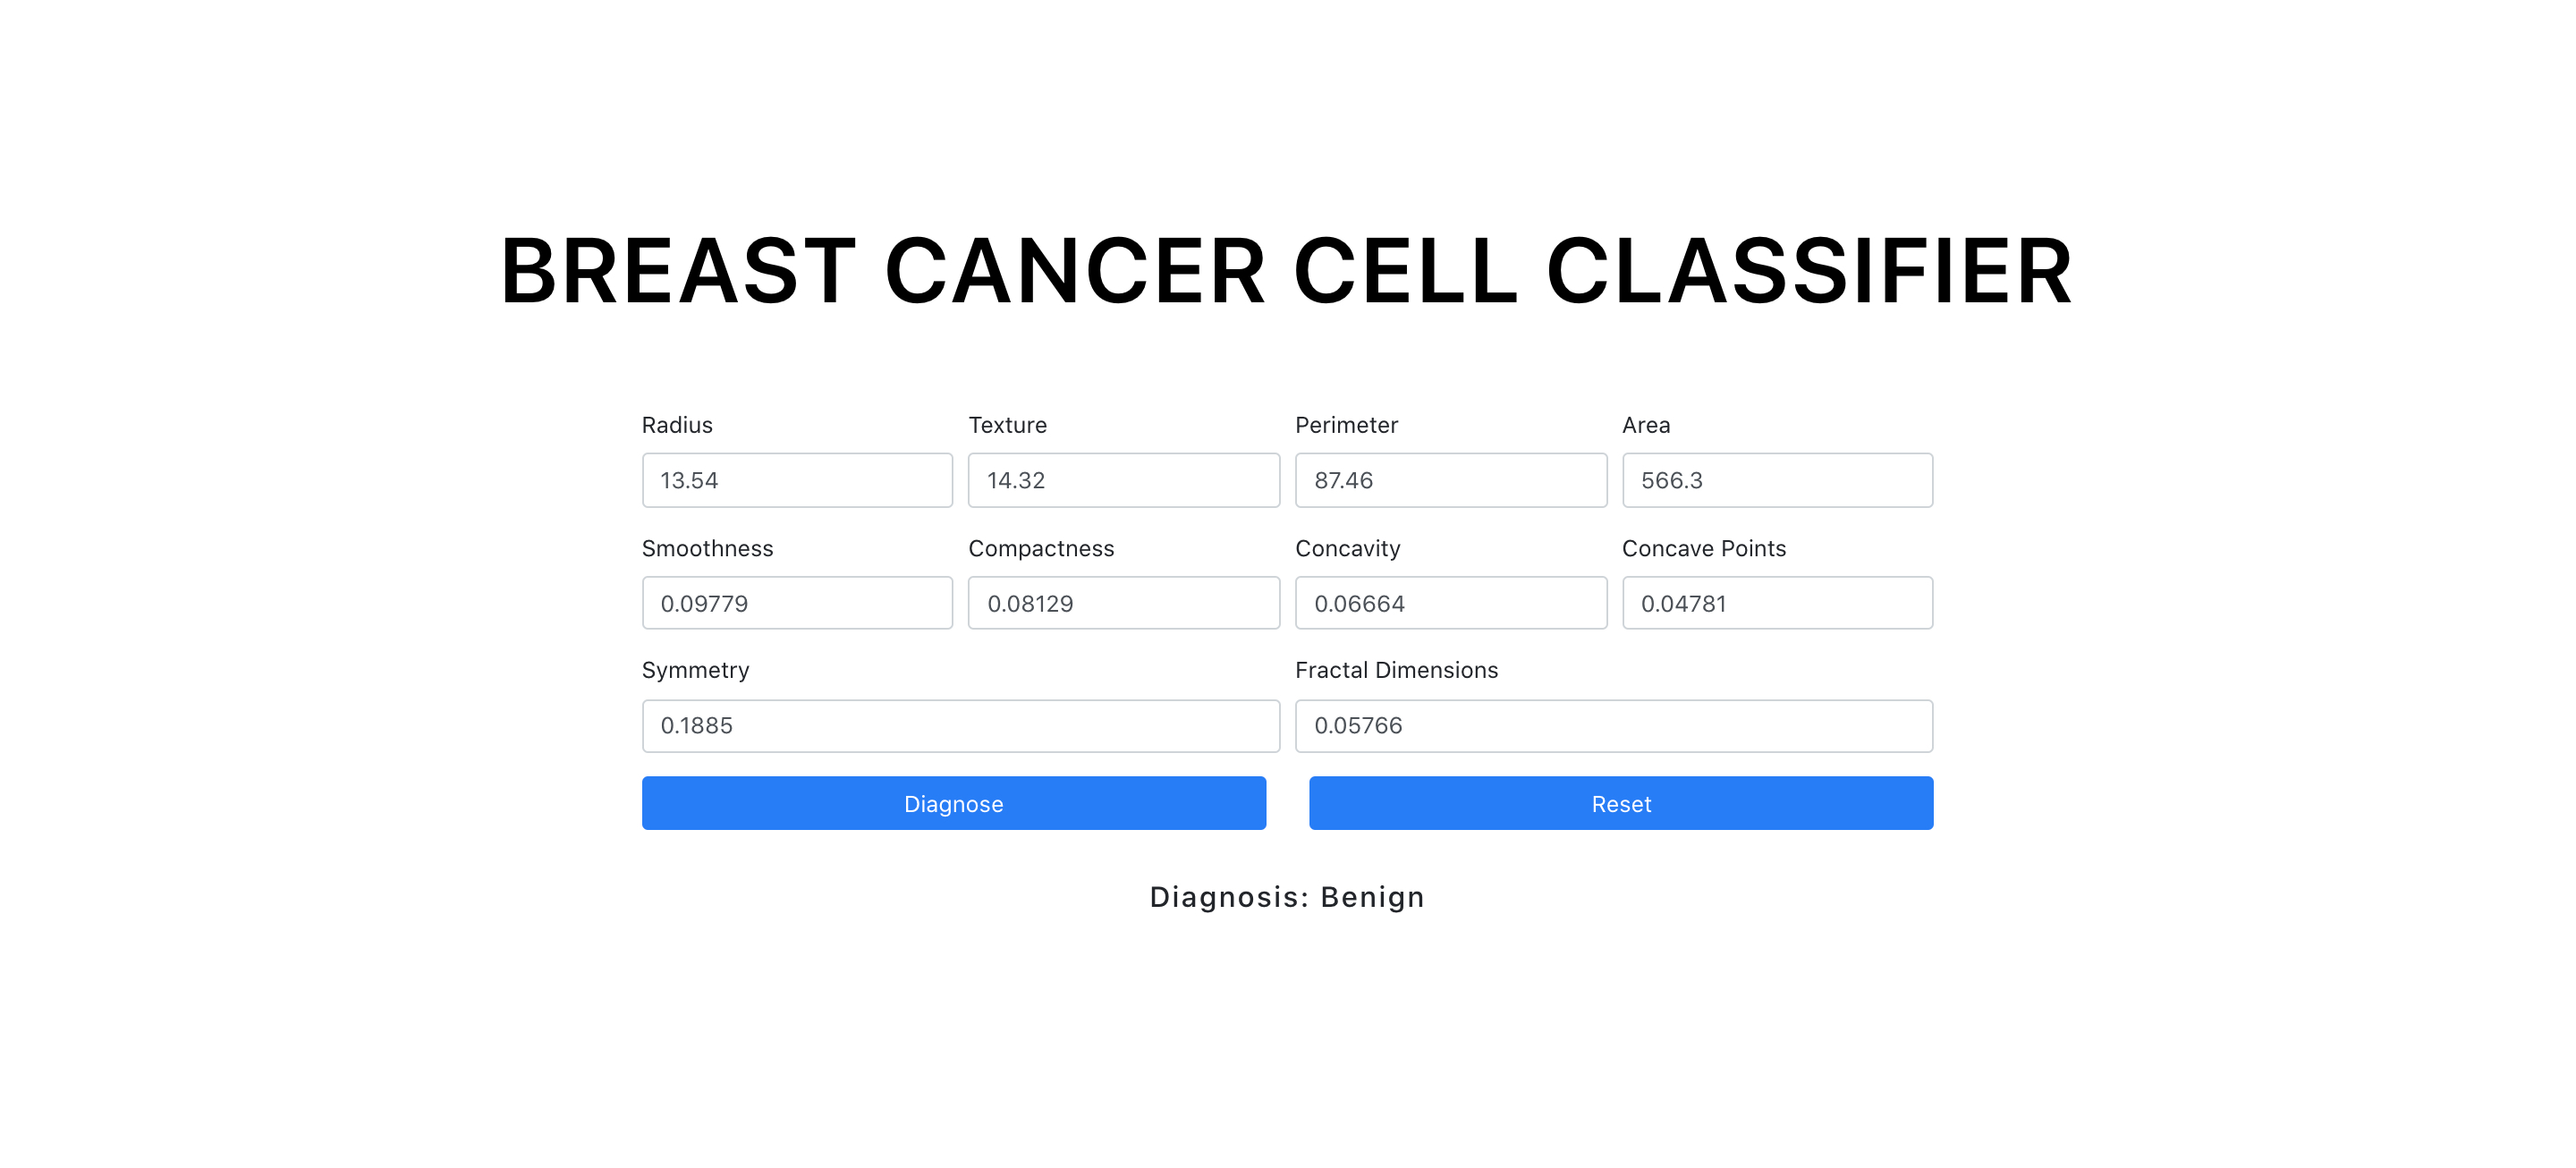 BREAST CANCER CELL CLASSIFIER
Radius Texture Perimeter Area
13.54 14.32 87.46 566.3
Smoothness Compactness Concavity Concave Points
0.09779 0.08129 0.06664 0.04781
Symmetry Fractal Dimensions
0.1885 0.05766
Diagnose Reset
Diagnosis: Benign